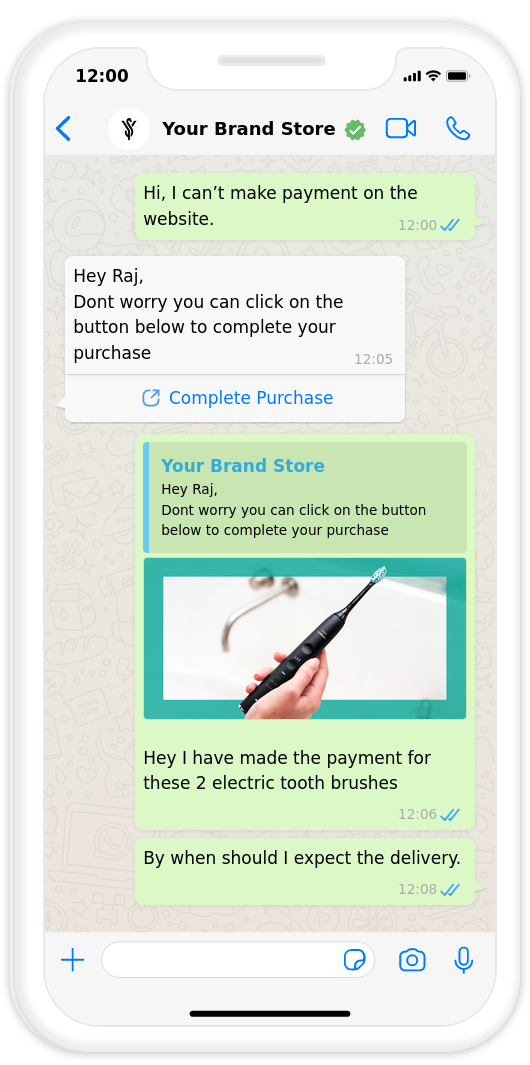 12:00
Your Brand Store
Hi, I can’t make payment on the
website.
12:00
Hey Raj,
Dont worry you can click on the
button below to complete your
purchase
12:05
Complete Purchase
Your Brand Store
Hey Raj,
Dont worry you can click on the button
below to complete your purchase
Hey I have made the payment for
these 2 electric tooth brushes
12:06
By when should I expect the delivery.
12:08